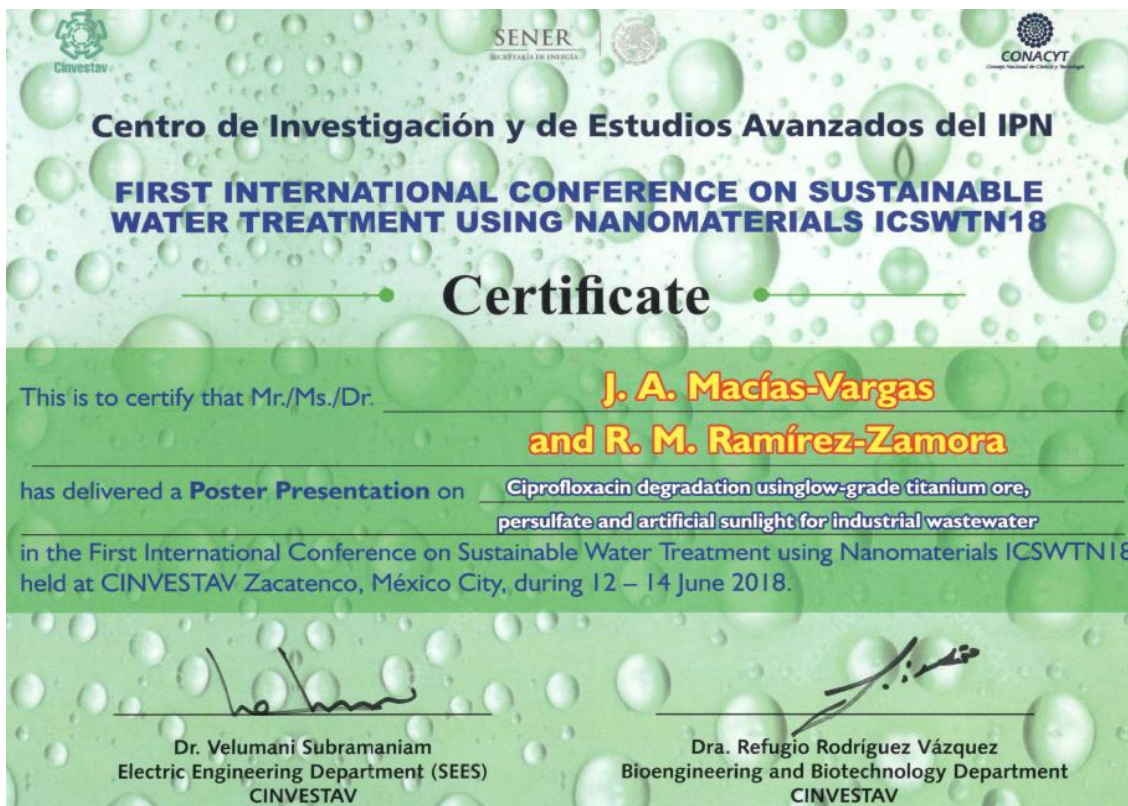 Cinvestav
SENER
SECRETARÍA DE ENERGÍA
CONACYT
Consejo Nacional de Ciencia y Tecnología
Centro de Investigación y de Estudios Avanzados del IPN
FIRST INTERNATIONAL CONFERENCE ON SUSTAINABLE
WATER TREATMENT USING NANOMATERIALS ICSWTN18
Certificate
This is to certify that Mr./Ms./Dr. J. A. Macías-Vargas
and R. M. Ramírez-Zamora
has delivered a Poster Presentation on Ciprofloxacin degradation usinglow-grade titanium ore,
persulfate and artificial sunlight for industrial wastewater
in the First International Conference on Sustainable Water Treatment using Nanomaterials ICSWTN18
held at CINVESTAV Zacatenco, México City, during 12 – 14 June 2018.
Dr. Velumani Subramaniam
Electric Engineering Department (SEES)
CINVESTAV
Dra. Refugio Rodríguez Vázquez
Bioengineering and Biotechnology Department
CINVESTAV